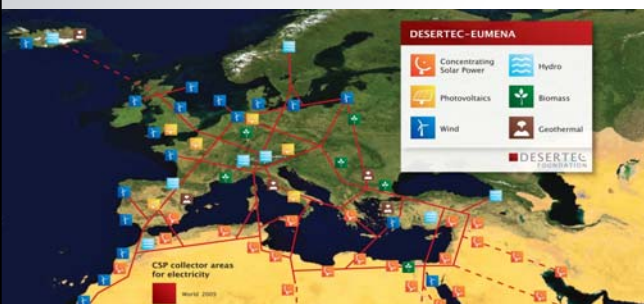 DESERTEC-EUMENA
Concentrating
Solar Power
Hydro
Photovoltaics
Biomass
Wind
Geothermal
DESERTEC
FOUNDATION
CSP collector areas
for electricity
World 2005